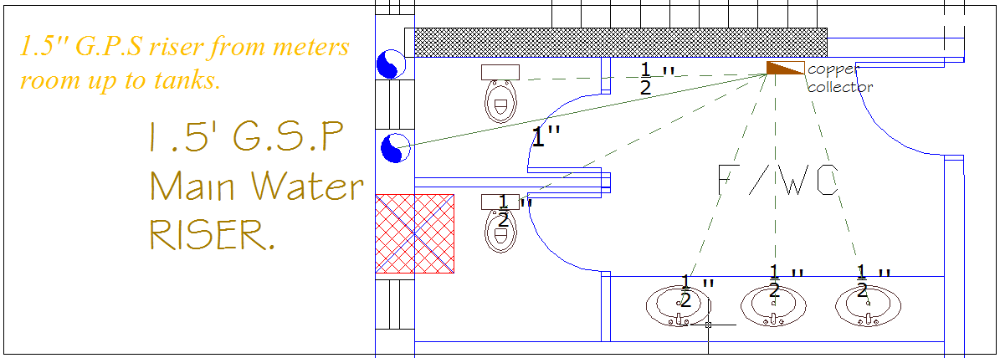 1.5'' G.P.S riser from meters
room up to tanks.
1.5' G.S.P
Main Water
RISER.
1/2 ''
copper
collector
1''
F/WC
1/2 ''
1/2 ''
1/2 ''
1/2 ''